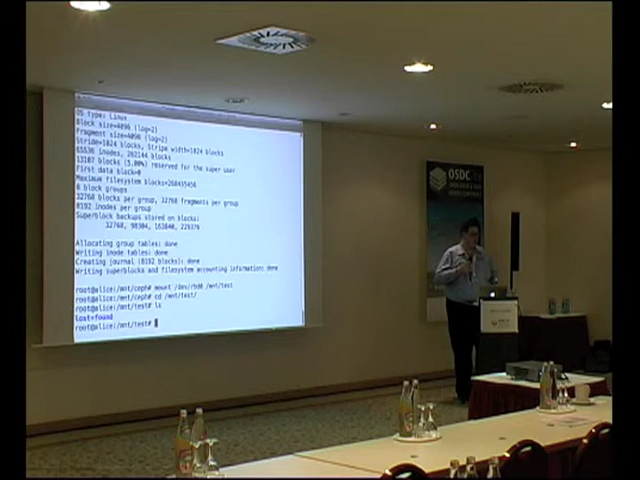 OS type: Linux
Block size=4096 (log=2)
Fragment size=4096 (log=2)
Stride=1024 blocks, Stripe width=1024 blocks
65536 inodes, 262144 blocks
13107 blocks (5.00%) reserved for the super user
First data block=0
Maximum filesystem blocks=268435456
8 block groups
32768 blocks per group, 32768 fragments per group
8192 inodes per group
Superblock backups stored on blocks:
32768, 98304, 163840, 229376
Allocating group tables: done
Writing inode tables: done
Creating journal (8192 blocks): done
Writing superblocks and filesystem accounting information: done
root@alice:/mnt/ceph# mount /dev/rbd0 /mnt/test
root@alice:/mnt/ceph# cd /mnt/test/
root@alice:/mnt/test# ls
lost+found
root@alice:/mnt/test#
OSDC